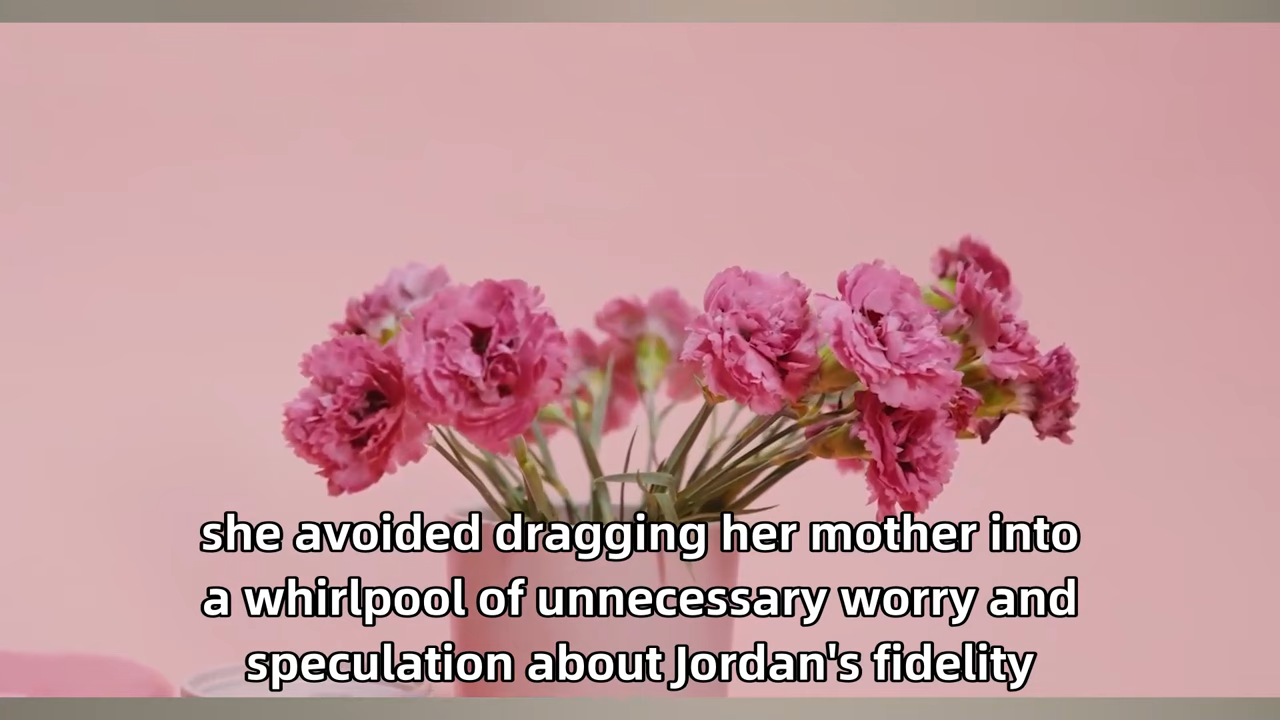 she avoided dragging her mother into
a whirlpool of unnecessary worry and
speculation about Jordan's fidelity